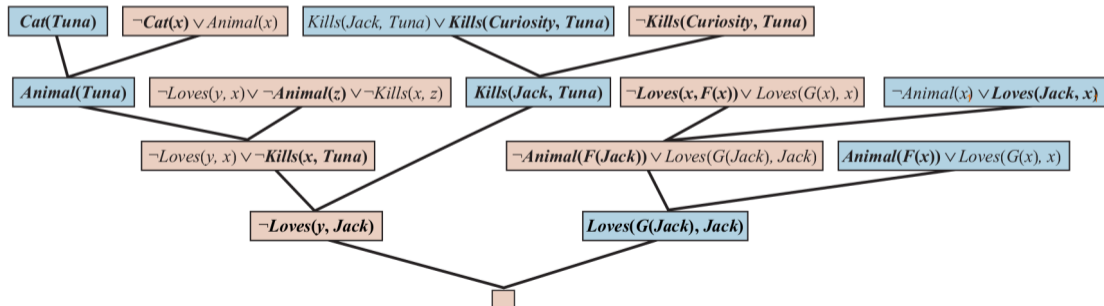 Cat(Tuna) ¬Cat(x) ∨ Animal(x) Kills(Jack, Tuna) ∨ Kills(Curiosity, Tuna) ¬Kills(Curiosity, Tuna)
Animal(Tuna) ¬Loves(y, x)∨ ¬Animal(z) ∨ ¬Kills(x, z) Kills(Jack, Tuna) ¬Loves(x, F(x))∨ Loves(G(x), x) ¬Animal(x) ∨ Loves(Jack, x)
¬Loves(y, x) ∨ ¬Kills(x, Tuna) ¬Animal(F(Jack)) ∨ Loves(G(Jack), Jack) Animal(F(x)) ∨ Loves(G(x), x)
¬Loves(y, Jack) Loves(G(Jack), Jack)